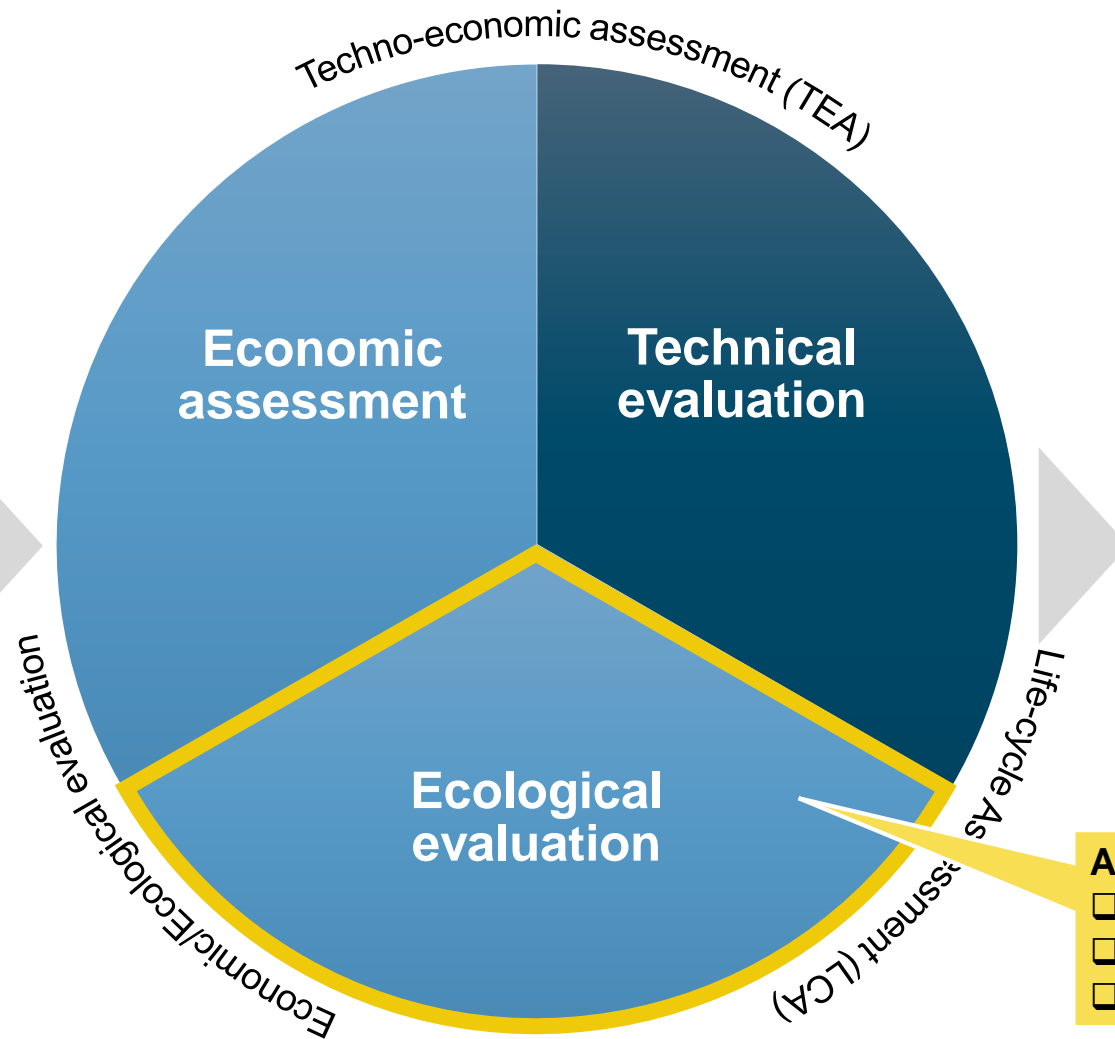 Techno-economic assessment (TEA)
Economic
assessment
Technical
evaluation
Ecological
evaluation
Economic/Ecological evaluation
Life-cycle Assessment (LCA)
A